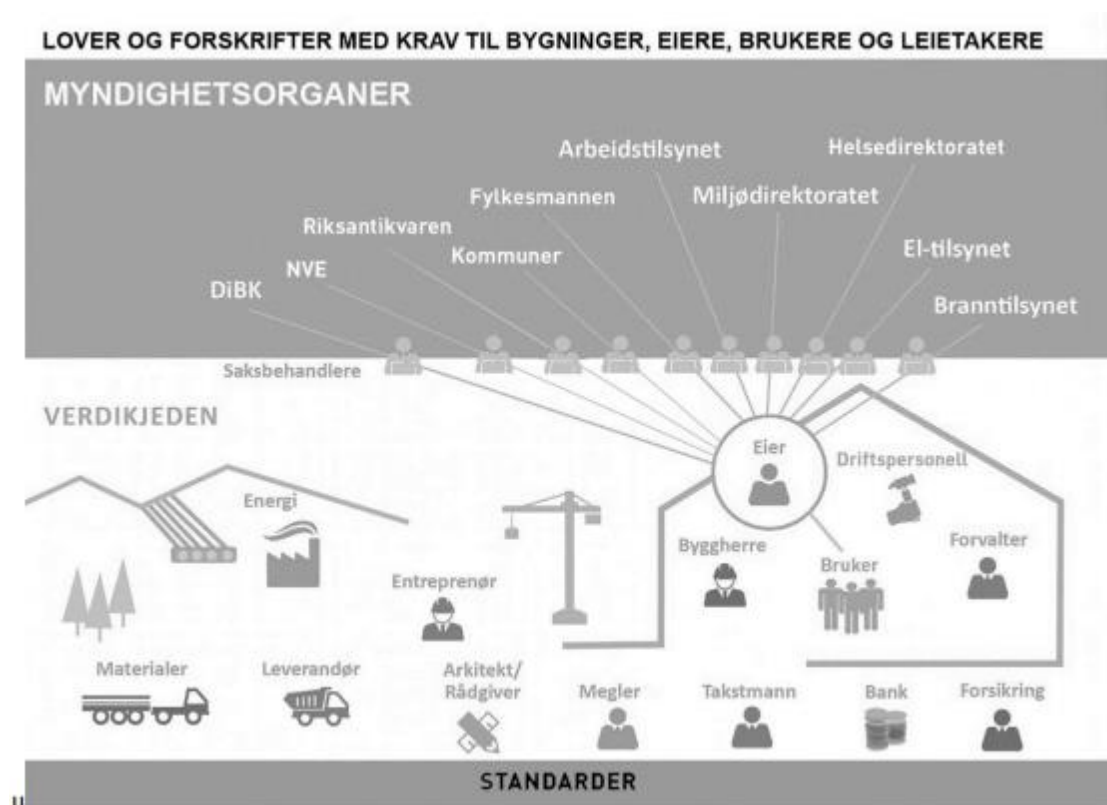 LOVER OG FORSKRIFTER MED KRAV TIL BYGNINGER, EIERE, BRUKERE OG LEIETAKERE
MYNDIGHETSORGANER
Arbeidstilsynet
Helsedirektoratet
Fylkesmannen
Miljødirektoratet
Riksantikvaren
Kommuner
El-tilsynet
NVE
DiBK
Branntilsynet
Saksbehandlere
VERDIKJEDEN
Eier
Driftspersonell
Energi
Byggherre
Forvalter
Bruker
Entreprenør
Materialer
Leverandør
Arkitekt/
Rådgiver
Megler
Takstmann
Bank
Forsikring
STANDARDER